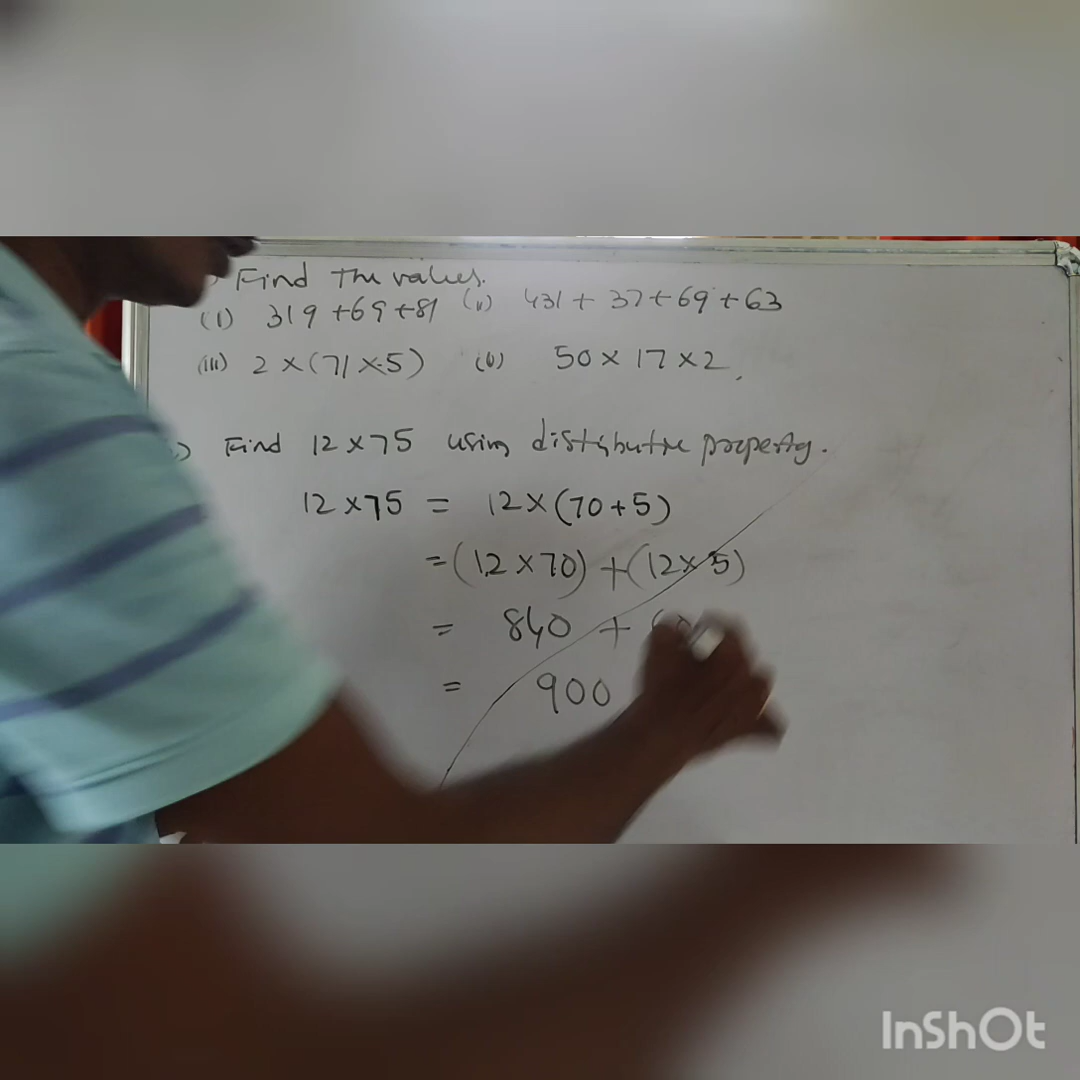 Find The values.
(i) 319 +69 +81 (ii) 431 + 37 + 69 + 63
(iii) 2 × (71 × 5) (v) 50 × 17 × 2
) Find 12 × 75 using distributive property.
12 × 75 = 12 × (70 + 5)
= (12 × 70) + (12 × 5)
= 840 +
= 900
InShOt